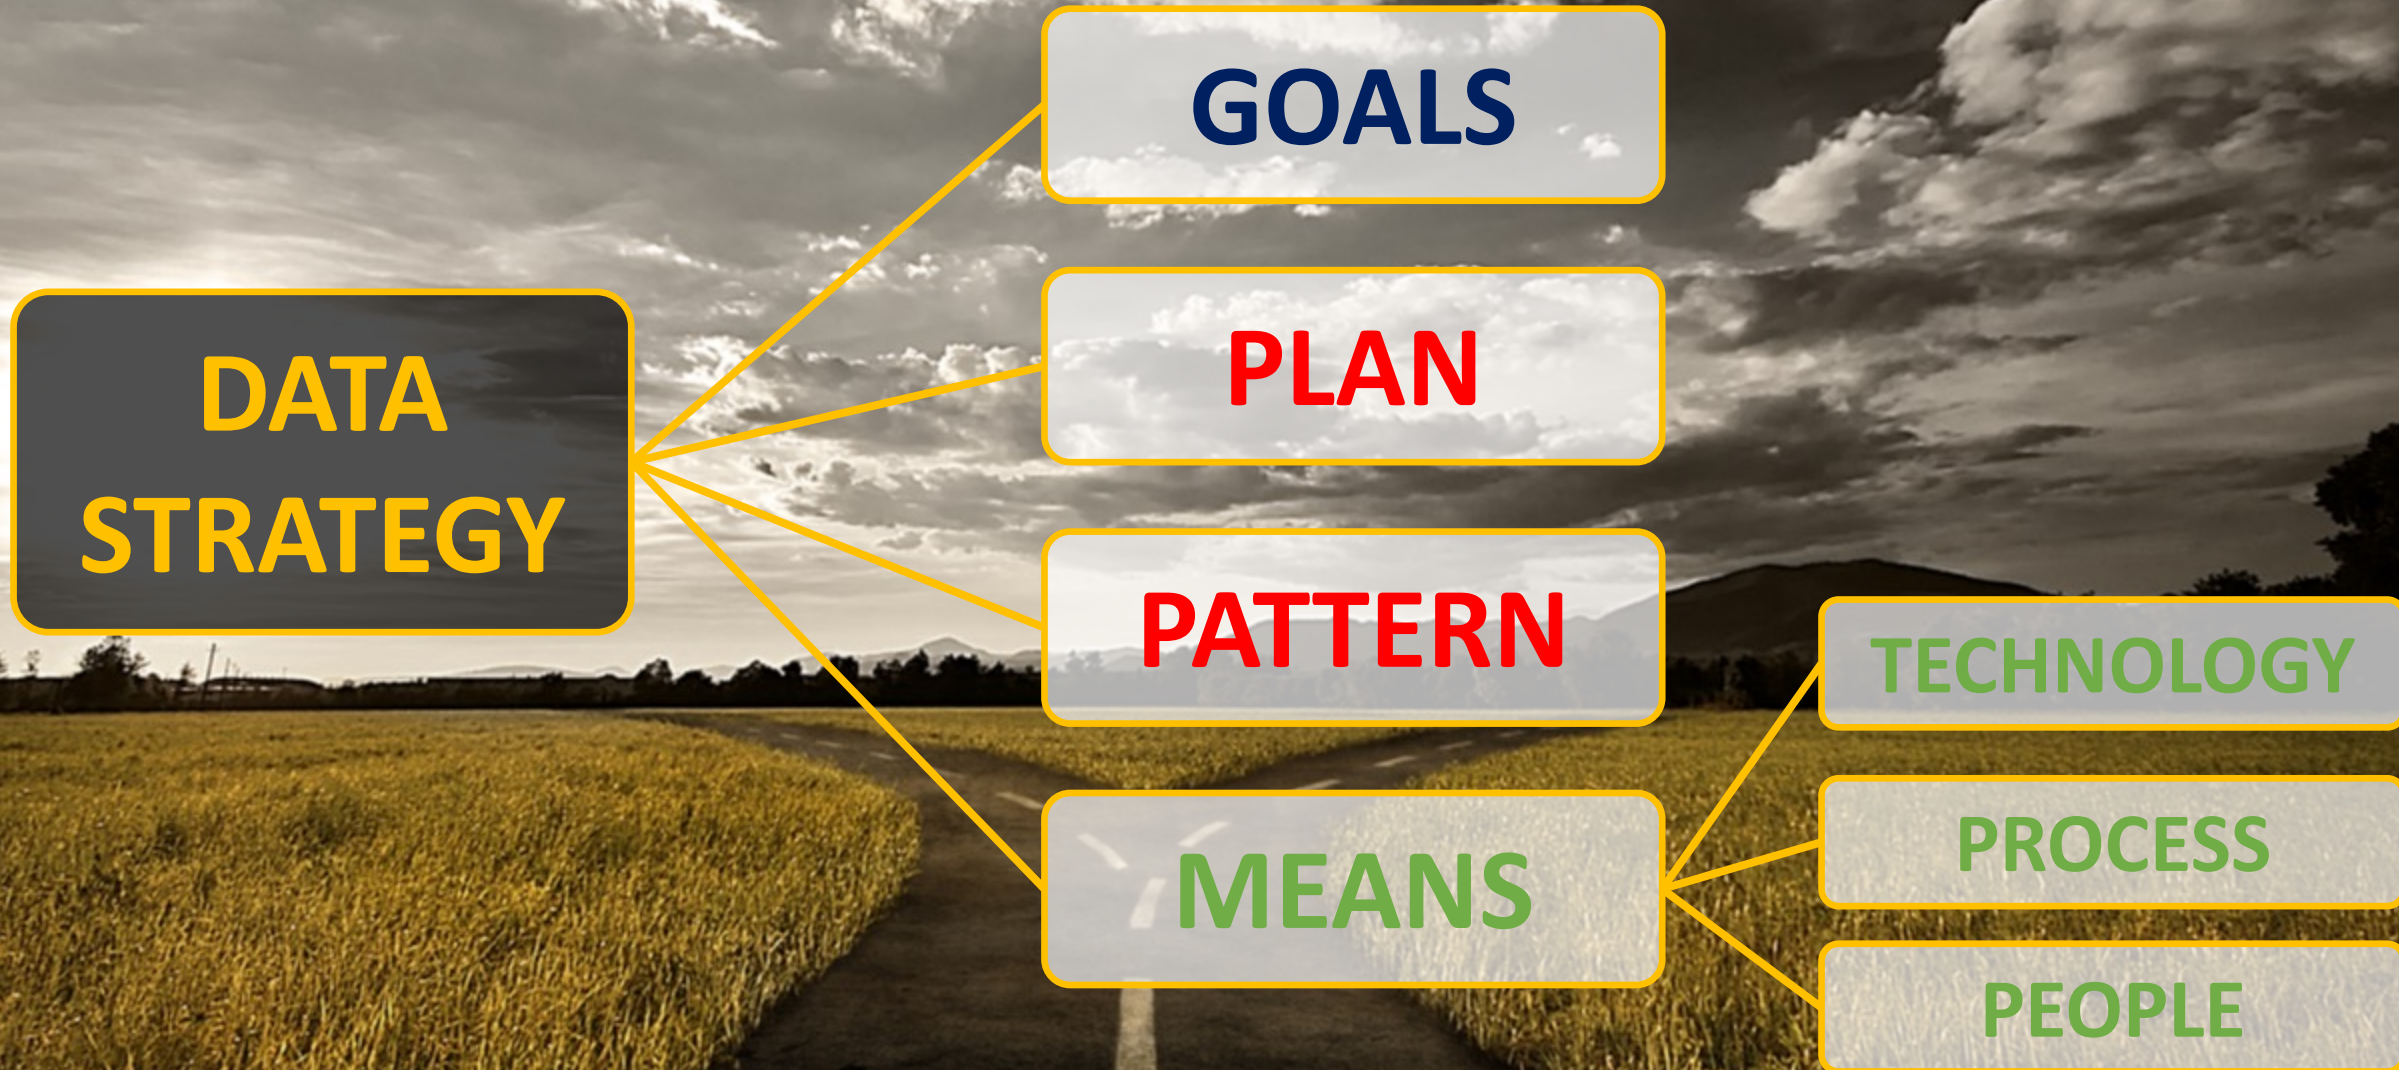 DATA
STRATEGY
GOALS
PLAN
PATTERN
MEANS
TECHNOLOGY
PROCESS
PEOPLE